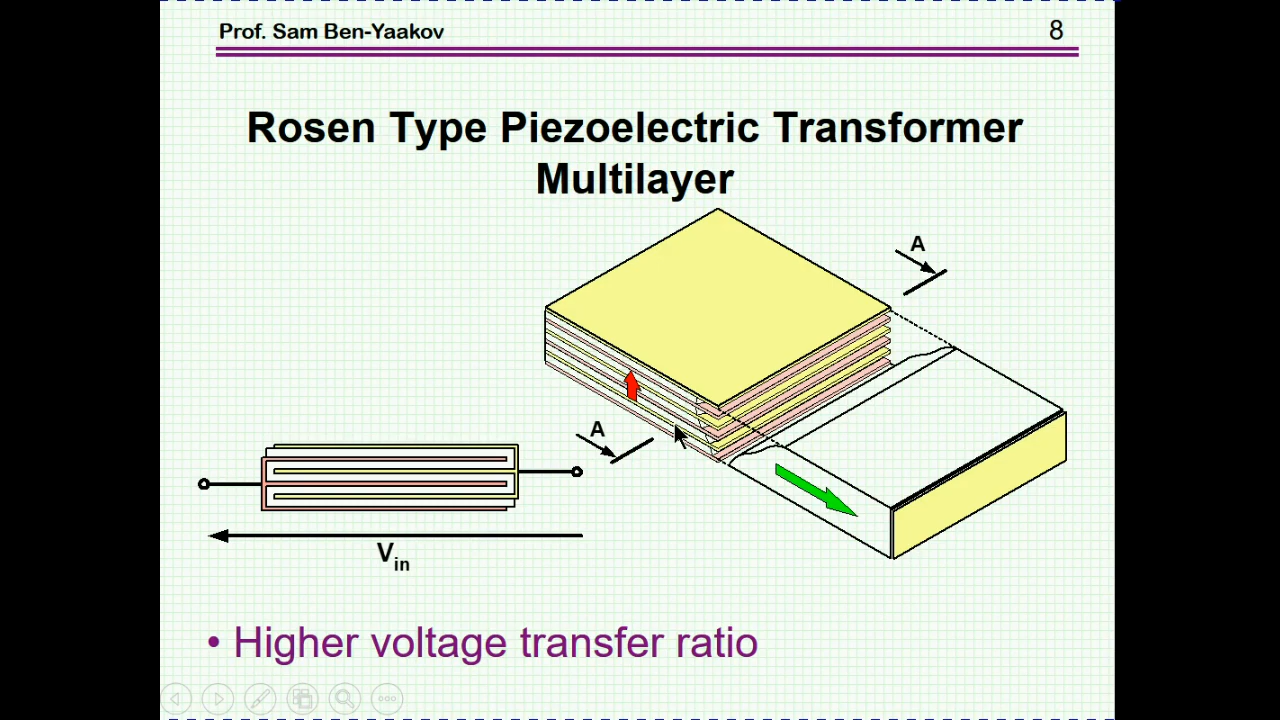 Prof. Sam Ben-Yaakov
8
Rosen Type Piezoelectric Transformer
Multilayer
A
A
Vin
• Higher voltage transfer ratio